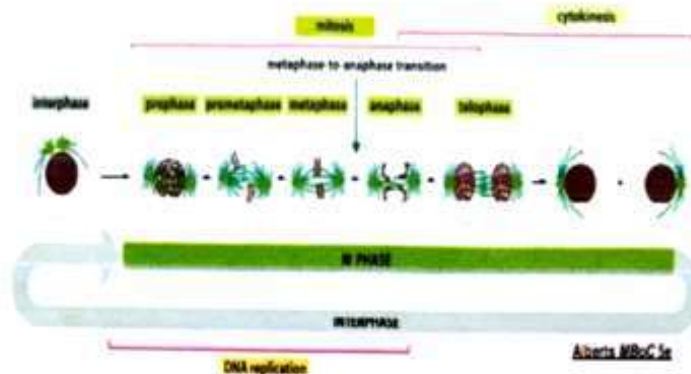 mitosis
cytokinesis
metaphase to anaphase transition
interphase
prophase prometaphase metaphase anaphase telophase
M PHASE
INTERPHASE
DNA replication
Alberts MBoC 5e